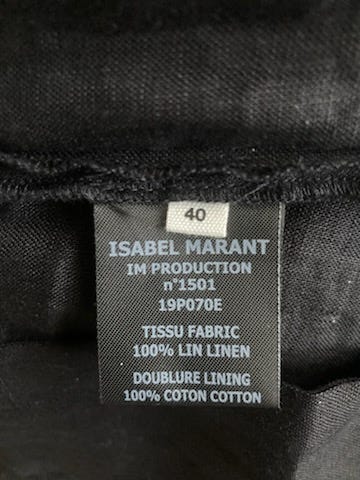 40
ISABEL MARANT
IM PRODUCTION
n°1501
19P070E
TISSU FABRIC
100% LIN LINEN
DOUBLURE LINING
100% COTON COTTON